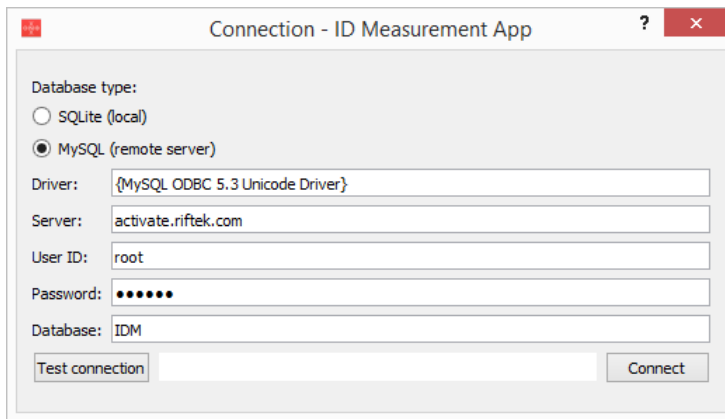 Connection - ID Measurement App ? ×
Database type:
SQLite (local)
MySQL (remote server)
Driver: {MySQL ODBC 5.3 Unicode Driver}
Server: activate.riftek.com
User ID: root
Password: ●●●●●●
Database: IDM
Test connection Connect